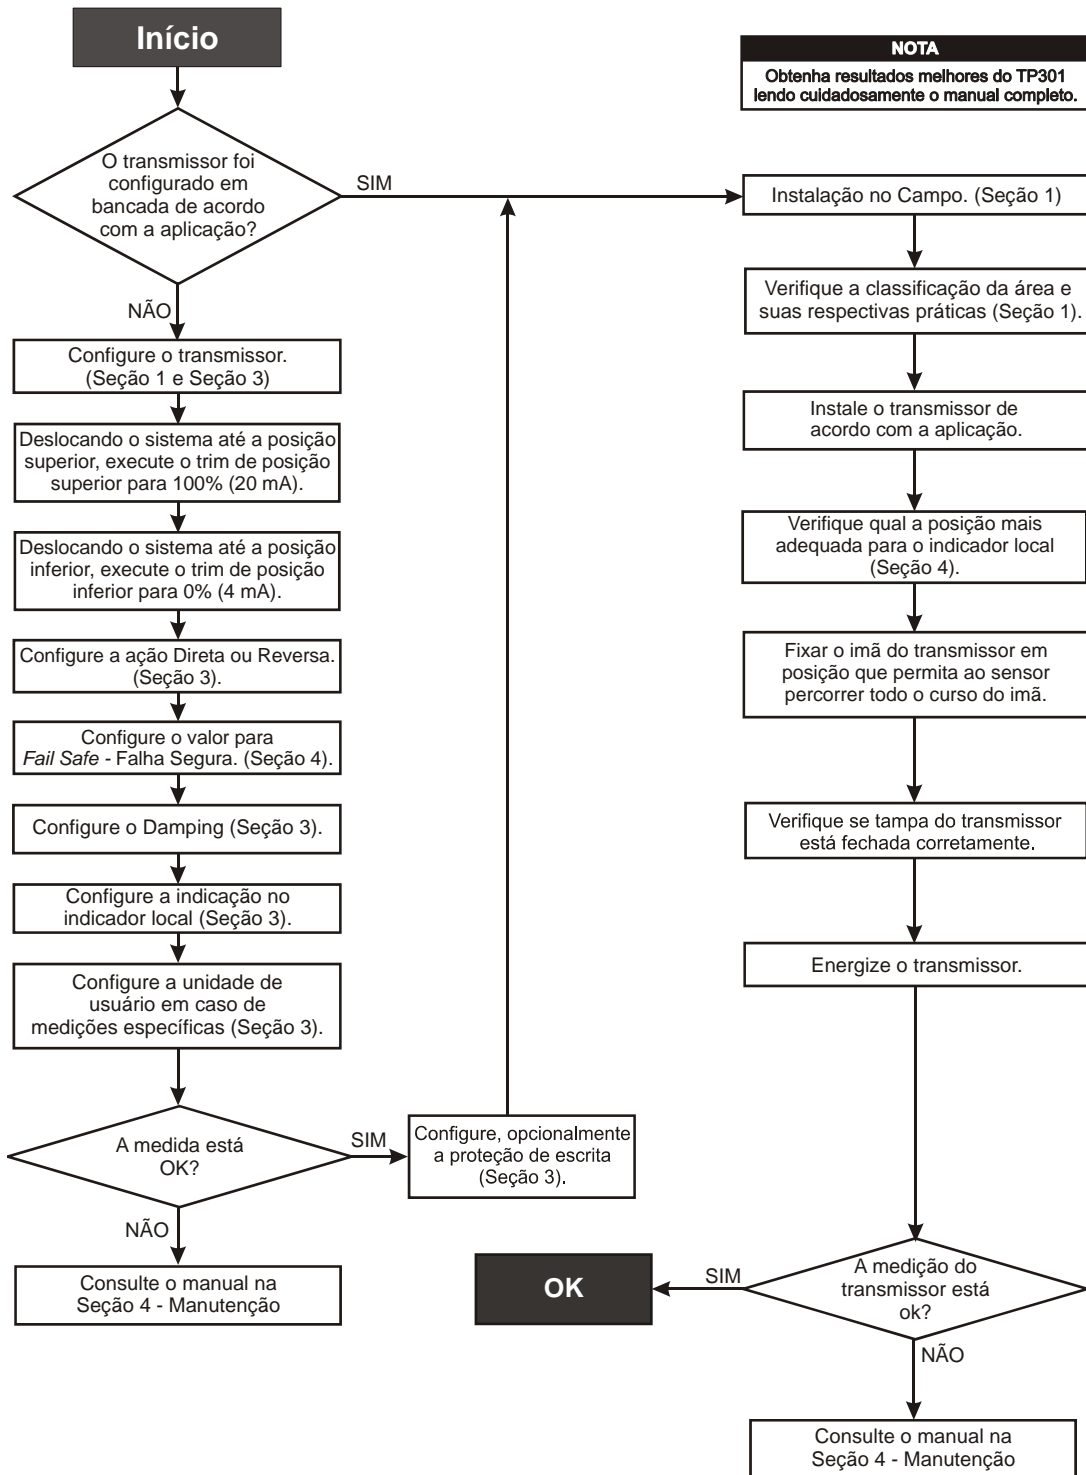 Início
NOTA
Obtenha resultados melhores do TP301
lendo cuidadosamente o manual completo.
O transmissor foi
configurado em
bancada de acordo
com a aplicação?
SIM
NÃO
Configure o transmissor.
(Seção 1 e Seção 3)
Deslocando o sistema até a posição
superior, execute o trim de posição
superior para 100% (20 mA).
Deslocando o sistema até a posição
inferior, execute o trim de posição
inferior para 0% (4 mA).
Configure a ação Direta ou Reversa.
(Seção 3).
Configure o valor para
Fail Safe - Falha Segura. (Seção 4).
Configure o Damping (Seção 3).
Configure a indicação no
indicador local (Seção 3).
Configure a unidade de
usuário em caso de
medições específicas (Seção 3).
A medida está
OK?
SIM
NÃO
Configure, opcionalmente
a proteção de escrita
(Seção 3).
Consulte o manual na
Seção 4 - Manutenção
Instalação no Campo. (Seção 1)
Verifique a classificação da área e
suas respectivas práticas (Seção 1).
Instale o transmissor de
acordo com a aplicação.
Verifique qual a posição mais
adequada para o indicador local
(Seção 4).
Fixar o imã do transmissor em
posição que permita ao sensor
percorrer todo o curso do imã.
Verifique se tampa do transmissor
está fechada corretamente.
Energize o transmissor.
A medição do
transmissor está
ok?
SIM
OK
NÃO
Consulte o manual na
Seção 4 - Manutenção